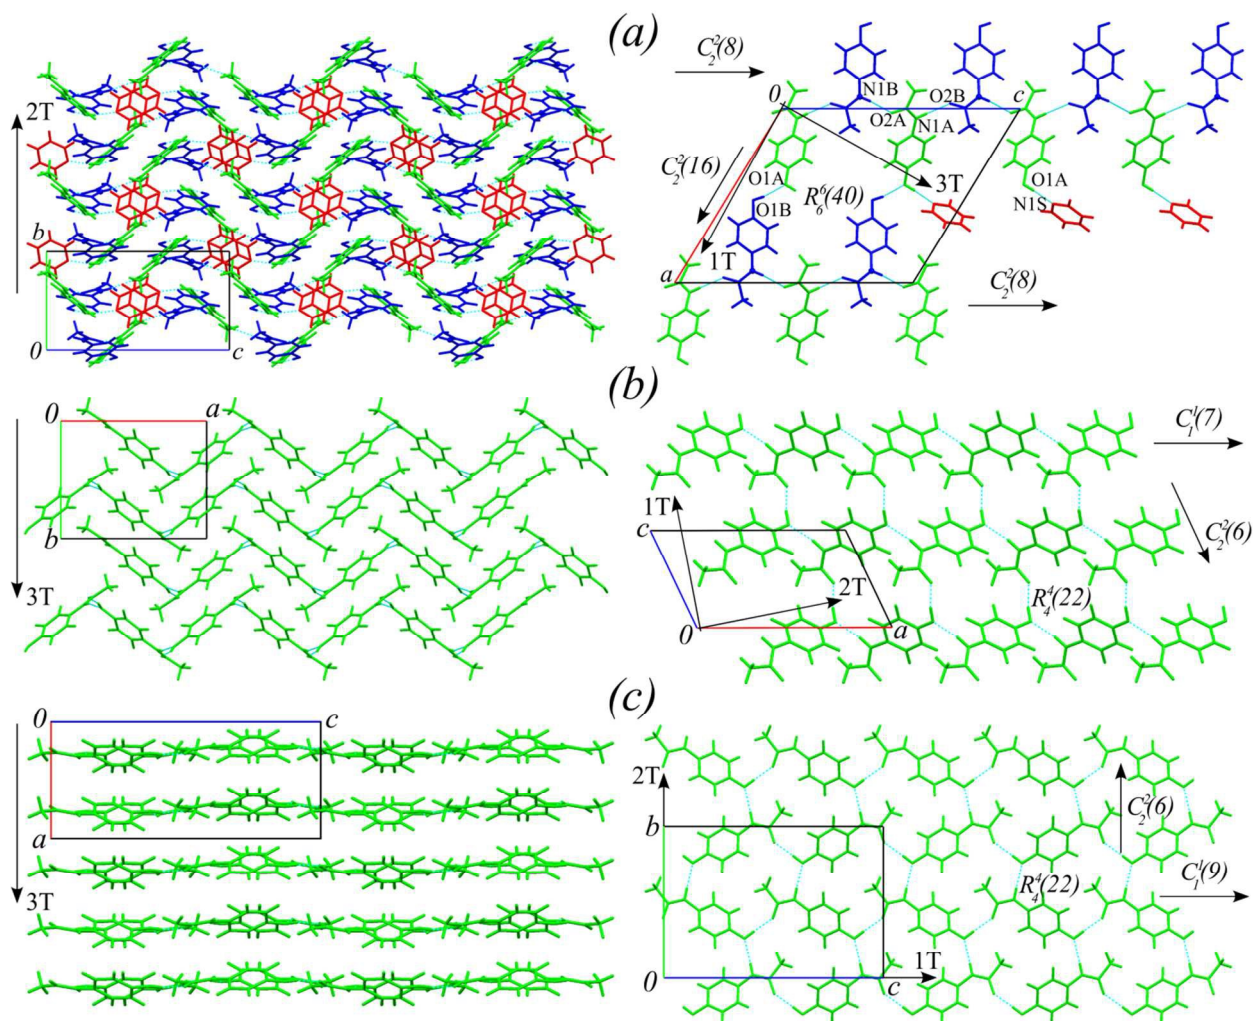 (a)
2T
b
0
c
C₂²(8)
0
N1B
O2B
c
O2A
N1A
C₂²(16)
O1A
R₆⁶(40)
3T
O1A
O1B
N1S
1T
a
C₂²(8)
(b)
0
a
b
3T
C₁¹(7)
1T
c
C₂²(6)
2T
R₄⁴(22)
0
a
(c)
0
c
a
3T
2T
b
C₂²(6)
R₄⁴(22)
C₁¹(9)
1T
0
c